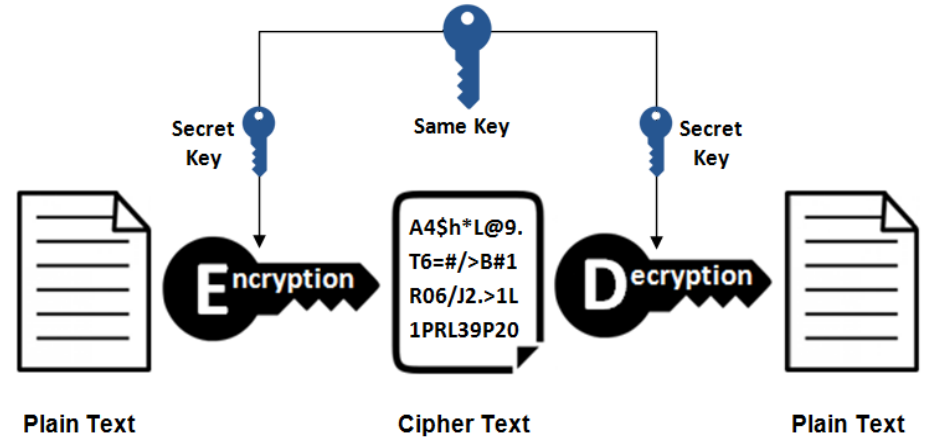 Same Key
Secret
Key
Secret
Key
Encryption
A4$h*L@9.
T6=#/>B#1
R06/J2.>1L
1PRL39P20
Decryption
Plain Text
Cipher Text
Plain Text